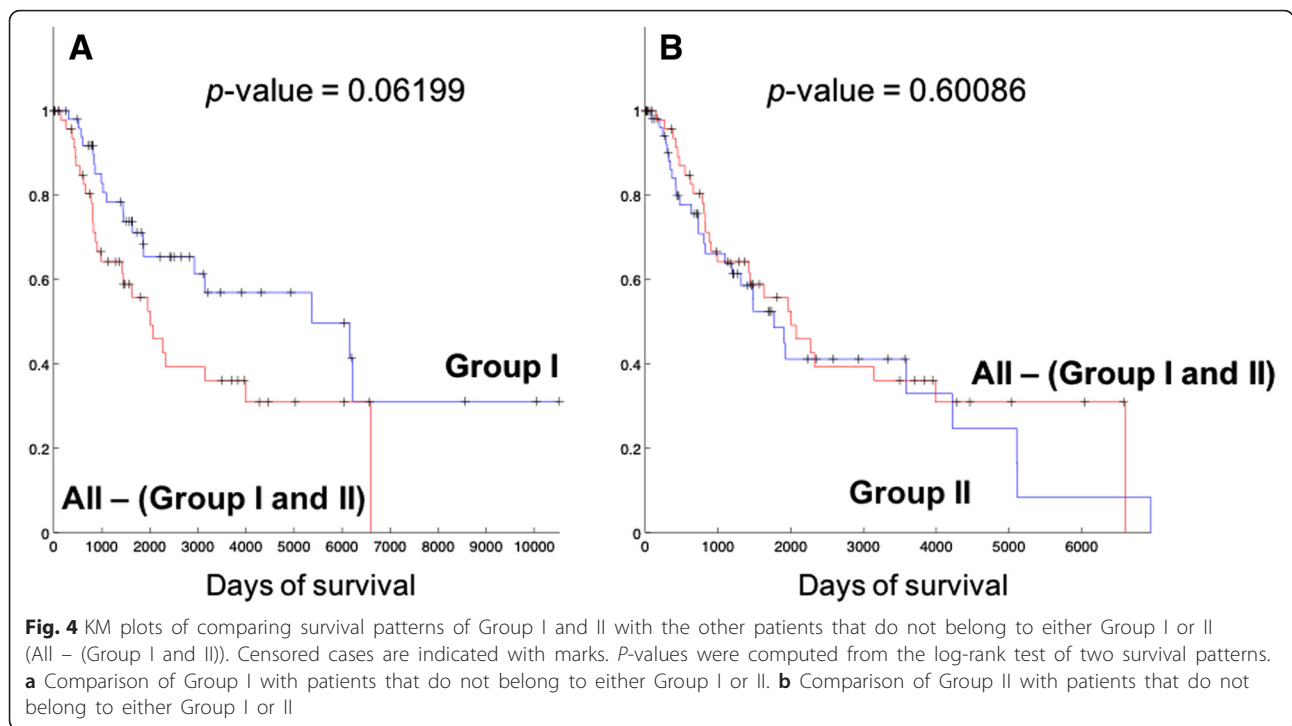 A
p-value = 0.06199
1
0.8
0.6
0.4
0.2
0
Group I
All – (Group I and II)
0 1000 2000 3000 4000 5000 6000 7000 8000 9000 10000
Days of survival
B
p-value = 0.60086
1
0.8
0.6
0.4
0.2
0
All – (Group I and II)
Group II
0 1000 2000 3000 4000 5000 6000
Days of survival
Fig. 4 KM plots of comparing survival patterns of Group I and II with the other patients that do not belong to either Group I or II
(All – (Group I and II)). Censored cases are indicated with marks. P-values were computed from the log-rank test of two survival patterns.
a Comparison of Group I with patients that do not belong to either Group I or II. b Comparison of Group II with patients that do not
belong to either Group I or II